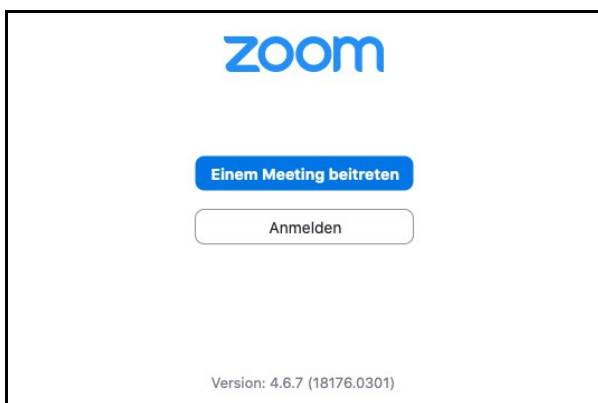 zoom
Einem Meeting beitreten
Anmelden
Version: 4.6.7 (18176.0301)